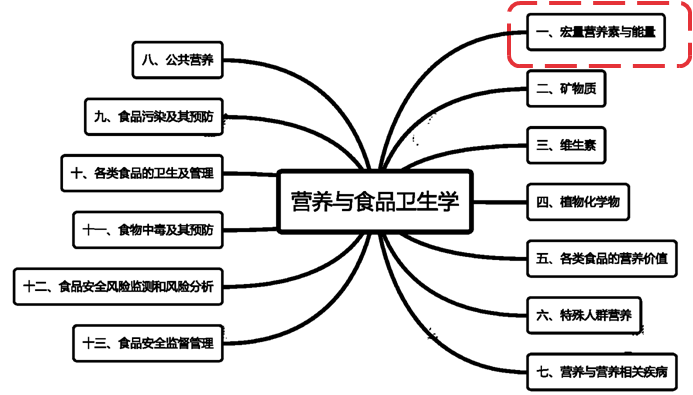 营养与食品卫生学
一、宏量营养素与能量
二、矿物质
三、维生素
四、植物化学物
五、各类食品的营养价值
六、特殊人群营养
七、营养与营养相关疾病
八、公共营养
九、食品污染及其预防
十、各类食品的卫生及管理
十一、食物中毒及其预防
十二、食品安全风险监测和风险分析
十三、食品安全监督管理